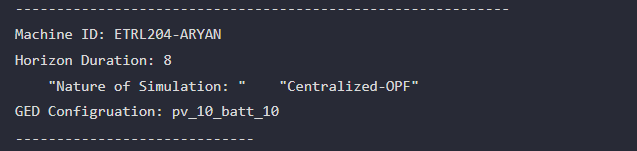 ------------------------------------------------------------
Machine ID: ETRL204-ARYAN
Horizon Duration: 8
    "Nature of Simulation: "    "Centralized-OPF"
GED Configruation: pv_10_batt_10
-----------------------------